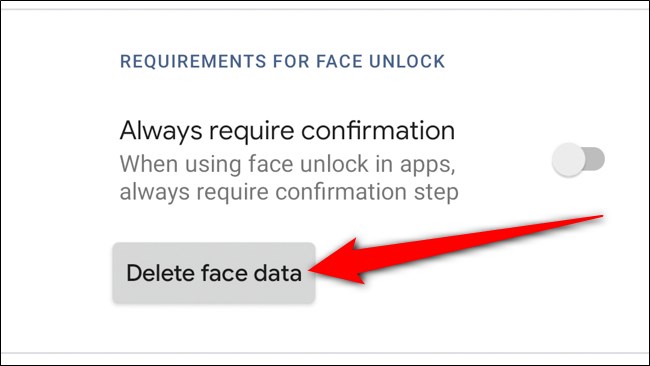 REQUIREMENTS FOR FACE UNLOCK
Always require confirmation
When using face unlock in apps,
always require confirmation step
Delete face data